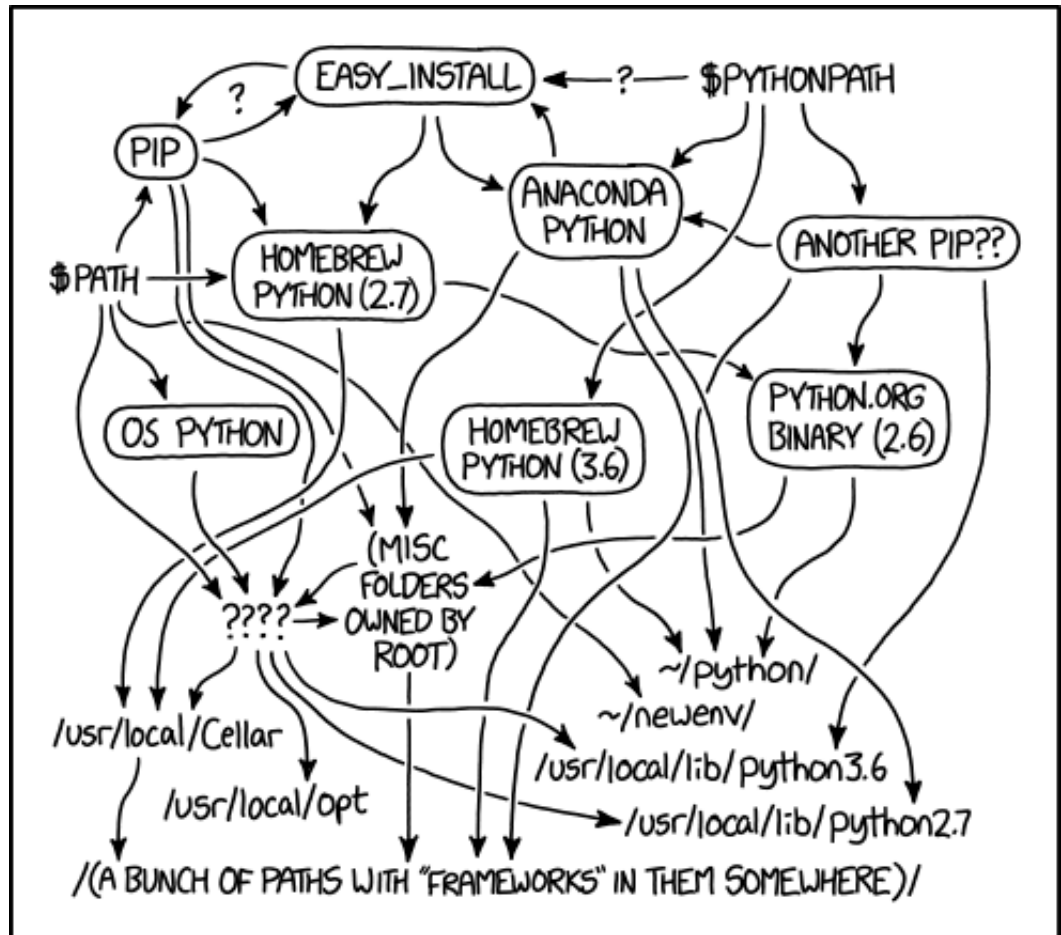 EASY_INSTALL
?
$PYTHONPATH
?
PIP
ANACONDA
PYTHON
ANOTHER PIP??
HOMEBREW
PYTHON (2.7)
$PATH
OS PYTHON
HOMEBREW
PYTHON (3.6)
PYTHON.ORG
BINARY (2.6)
(MISC
FOLDERS
OWNED BY
ROOT)
????
~/python/
~/newenv/
/usr/local/Cellar
/usr/local/lib/python3.6
/usr/local/opt
/usr/local/lib/python2.7
/(A BUNCH OF PATHS WITH "FRAMEWORKS" IN THEM SOMEWHERE)/